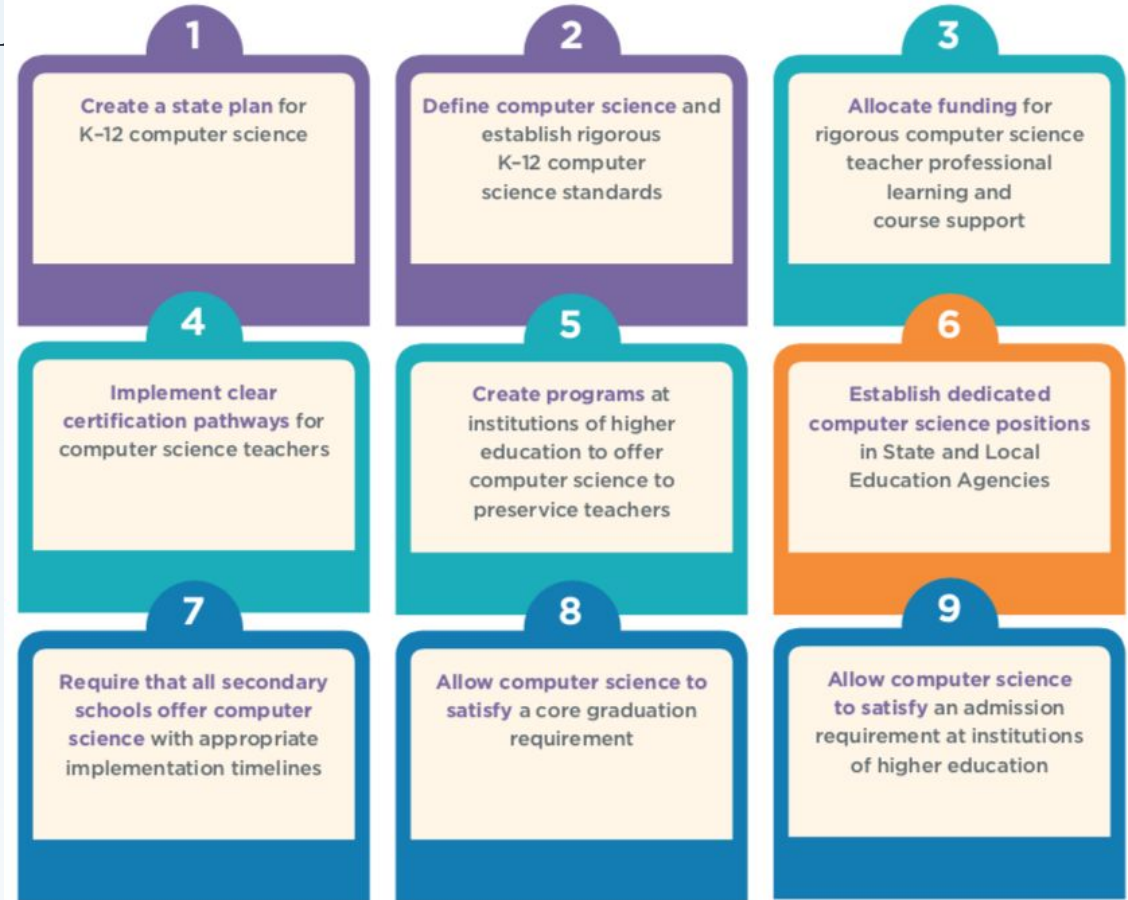 1
Create a state plan for
K–12 computer science
2
Define computer science and
establish rigorous
K–12 computer
science standards
3
Allocate funding for
rigorous computer science
teacher professional
learning and
course support
4
Implement clear
certification pathways for
computer science teachers
5
Create programs at
institutions of higher
education to offer
computer science to
preservice teachers
6
Establish dedicated
computer science positions
in State and Local
Education Agencies
7
Require that all secondary
schools offer computer
science with appropriate
implementation timelines
8
Allow computer science to
satisfy a core graduation
requirement
9
Allow computer science
to satisfy an admission
requirement at institutions
of higher education